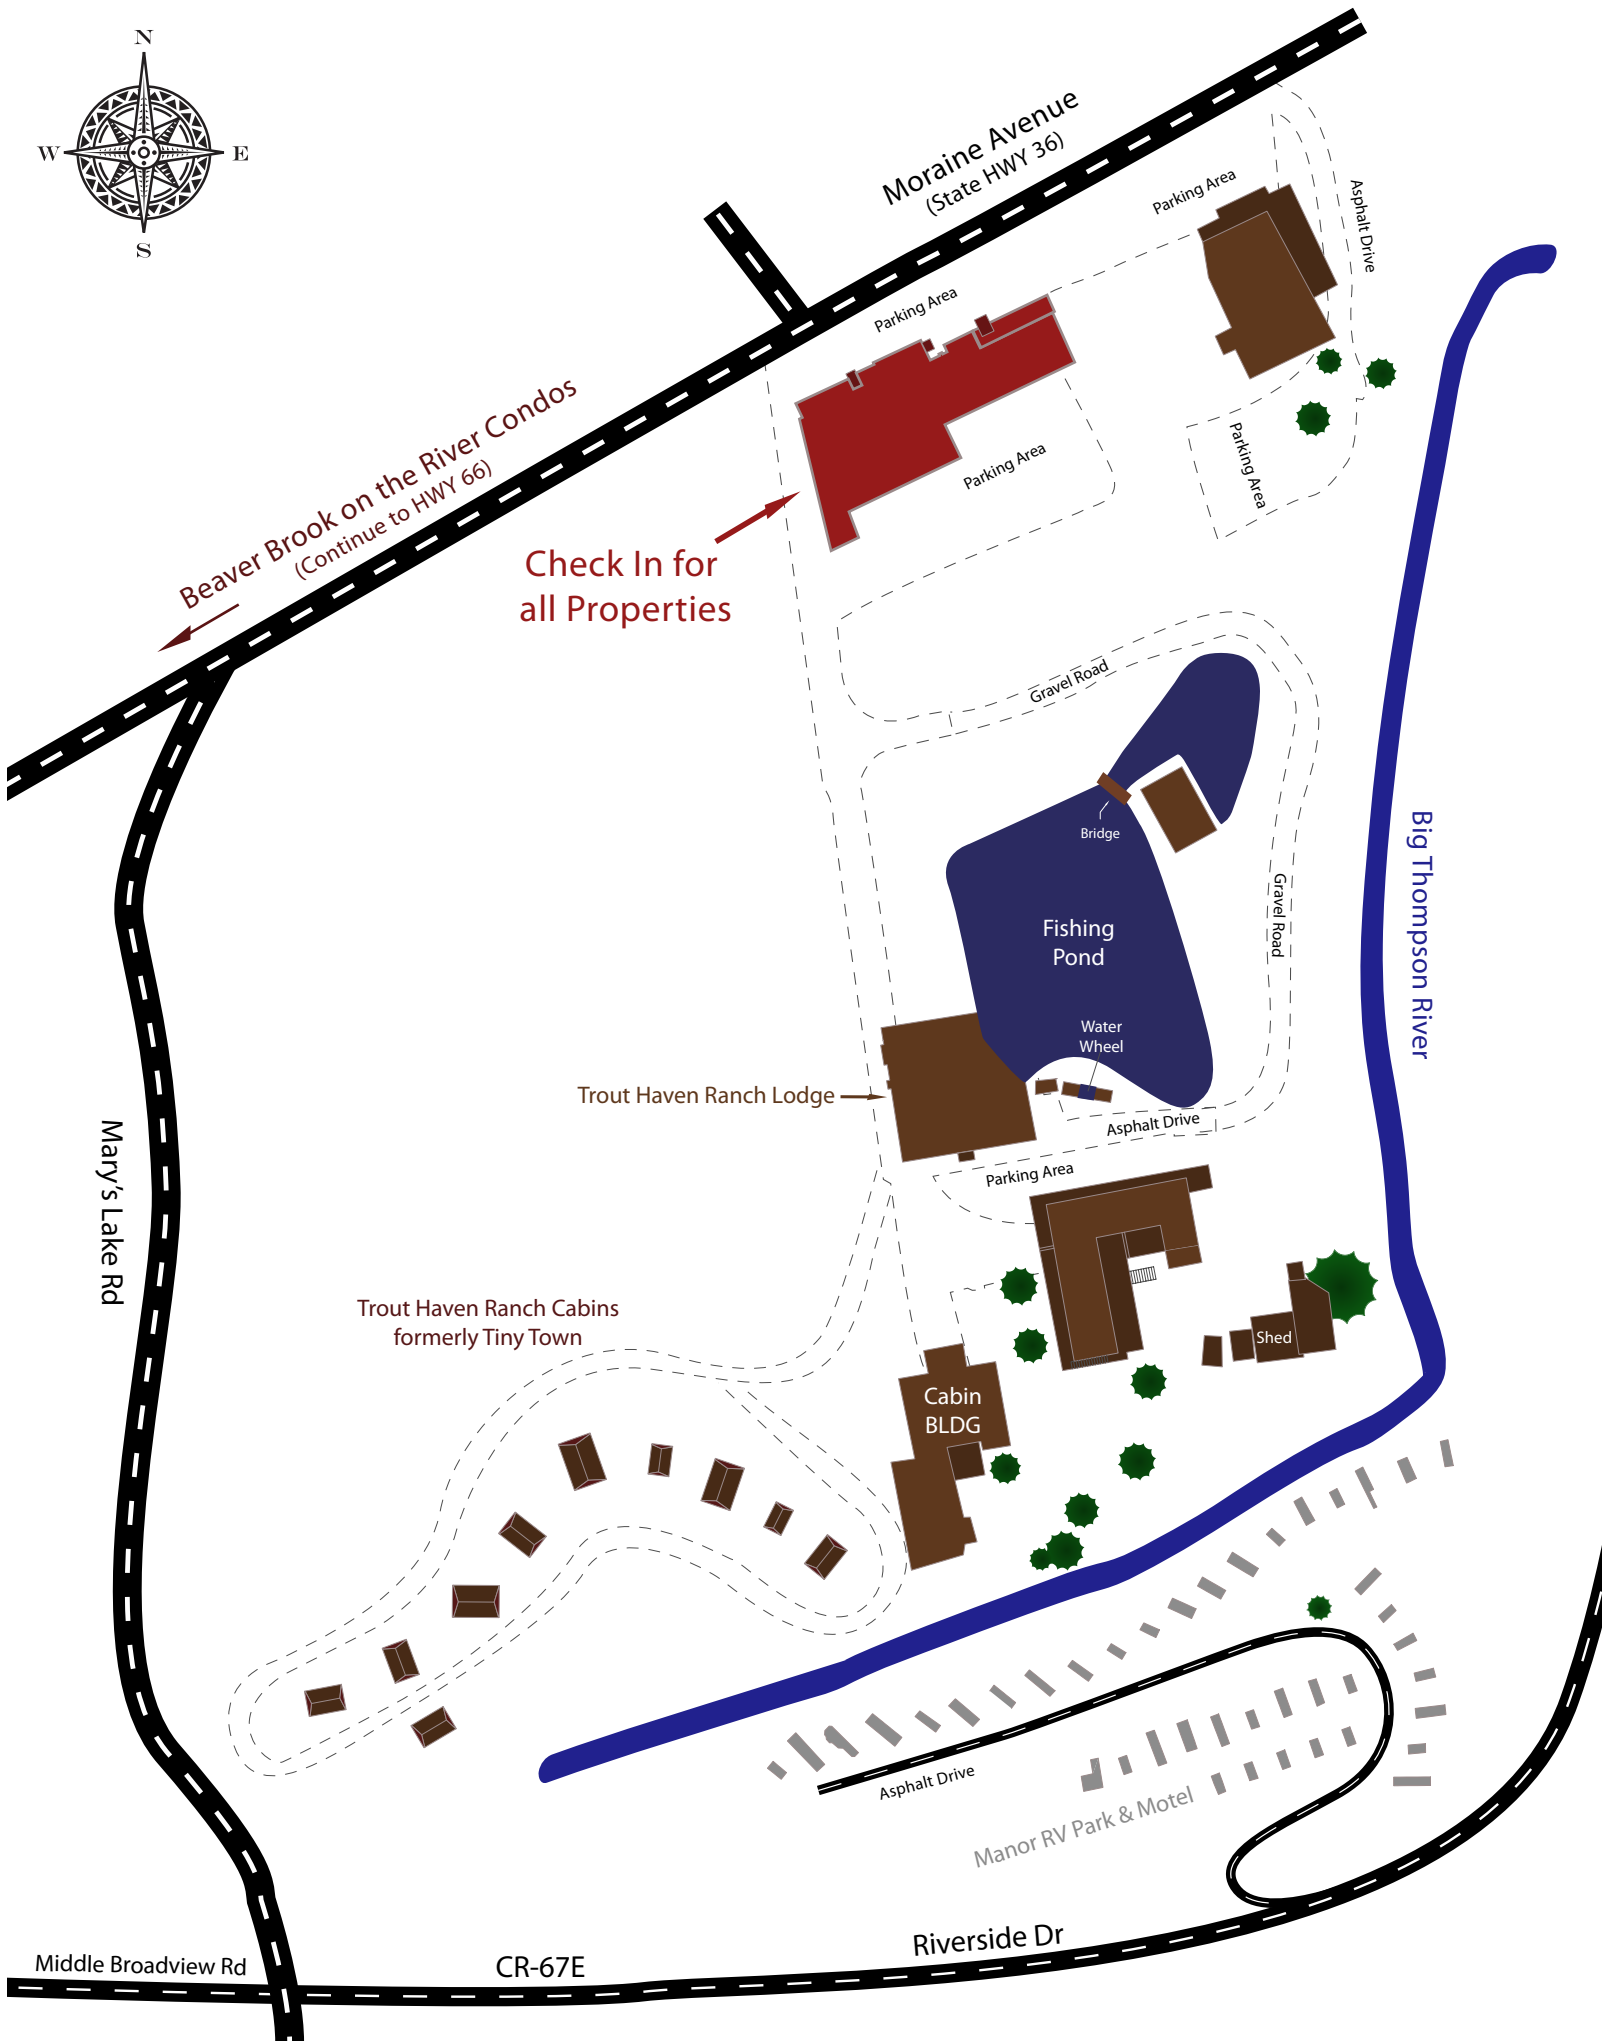 N
W
E
S
Moraine Avenue
(State HWY 36)
Parking Area
Asphalt Drive
Parking Area
Beaver Brook on the River Condos
(Continue to HWY 66)
Parking Area
Parking Area
Check In for
all Properties
Gravel Road
Bridge
Big Thompson River
Gravel Road
Fishing
Pond
Water
Wheel
Trout Haven Ranch Lodge
Asphalt Drive
Parking Area
Mary's Lake Rd
Trout Haven Ranch Cabins
formerly Tiny Town
Shed
Cabin
BLDG
Asphalt Drive
Manor RV Park & Motel
Riverside Dr
Middle Broadview Rd
CR-67E